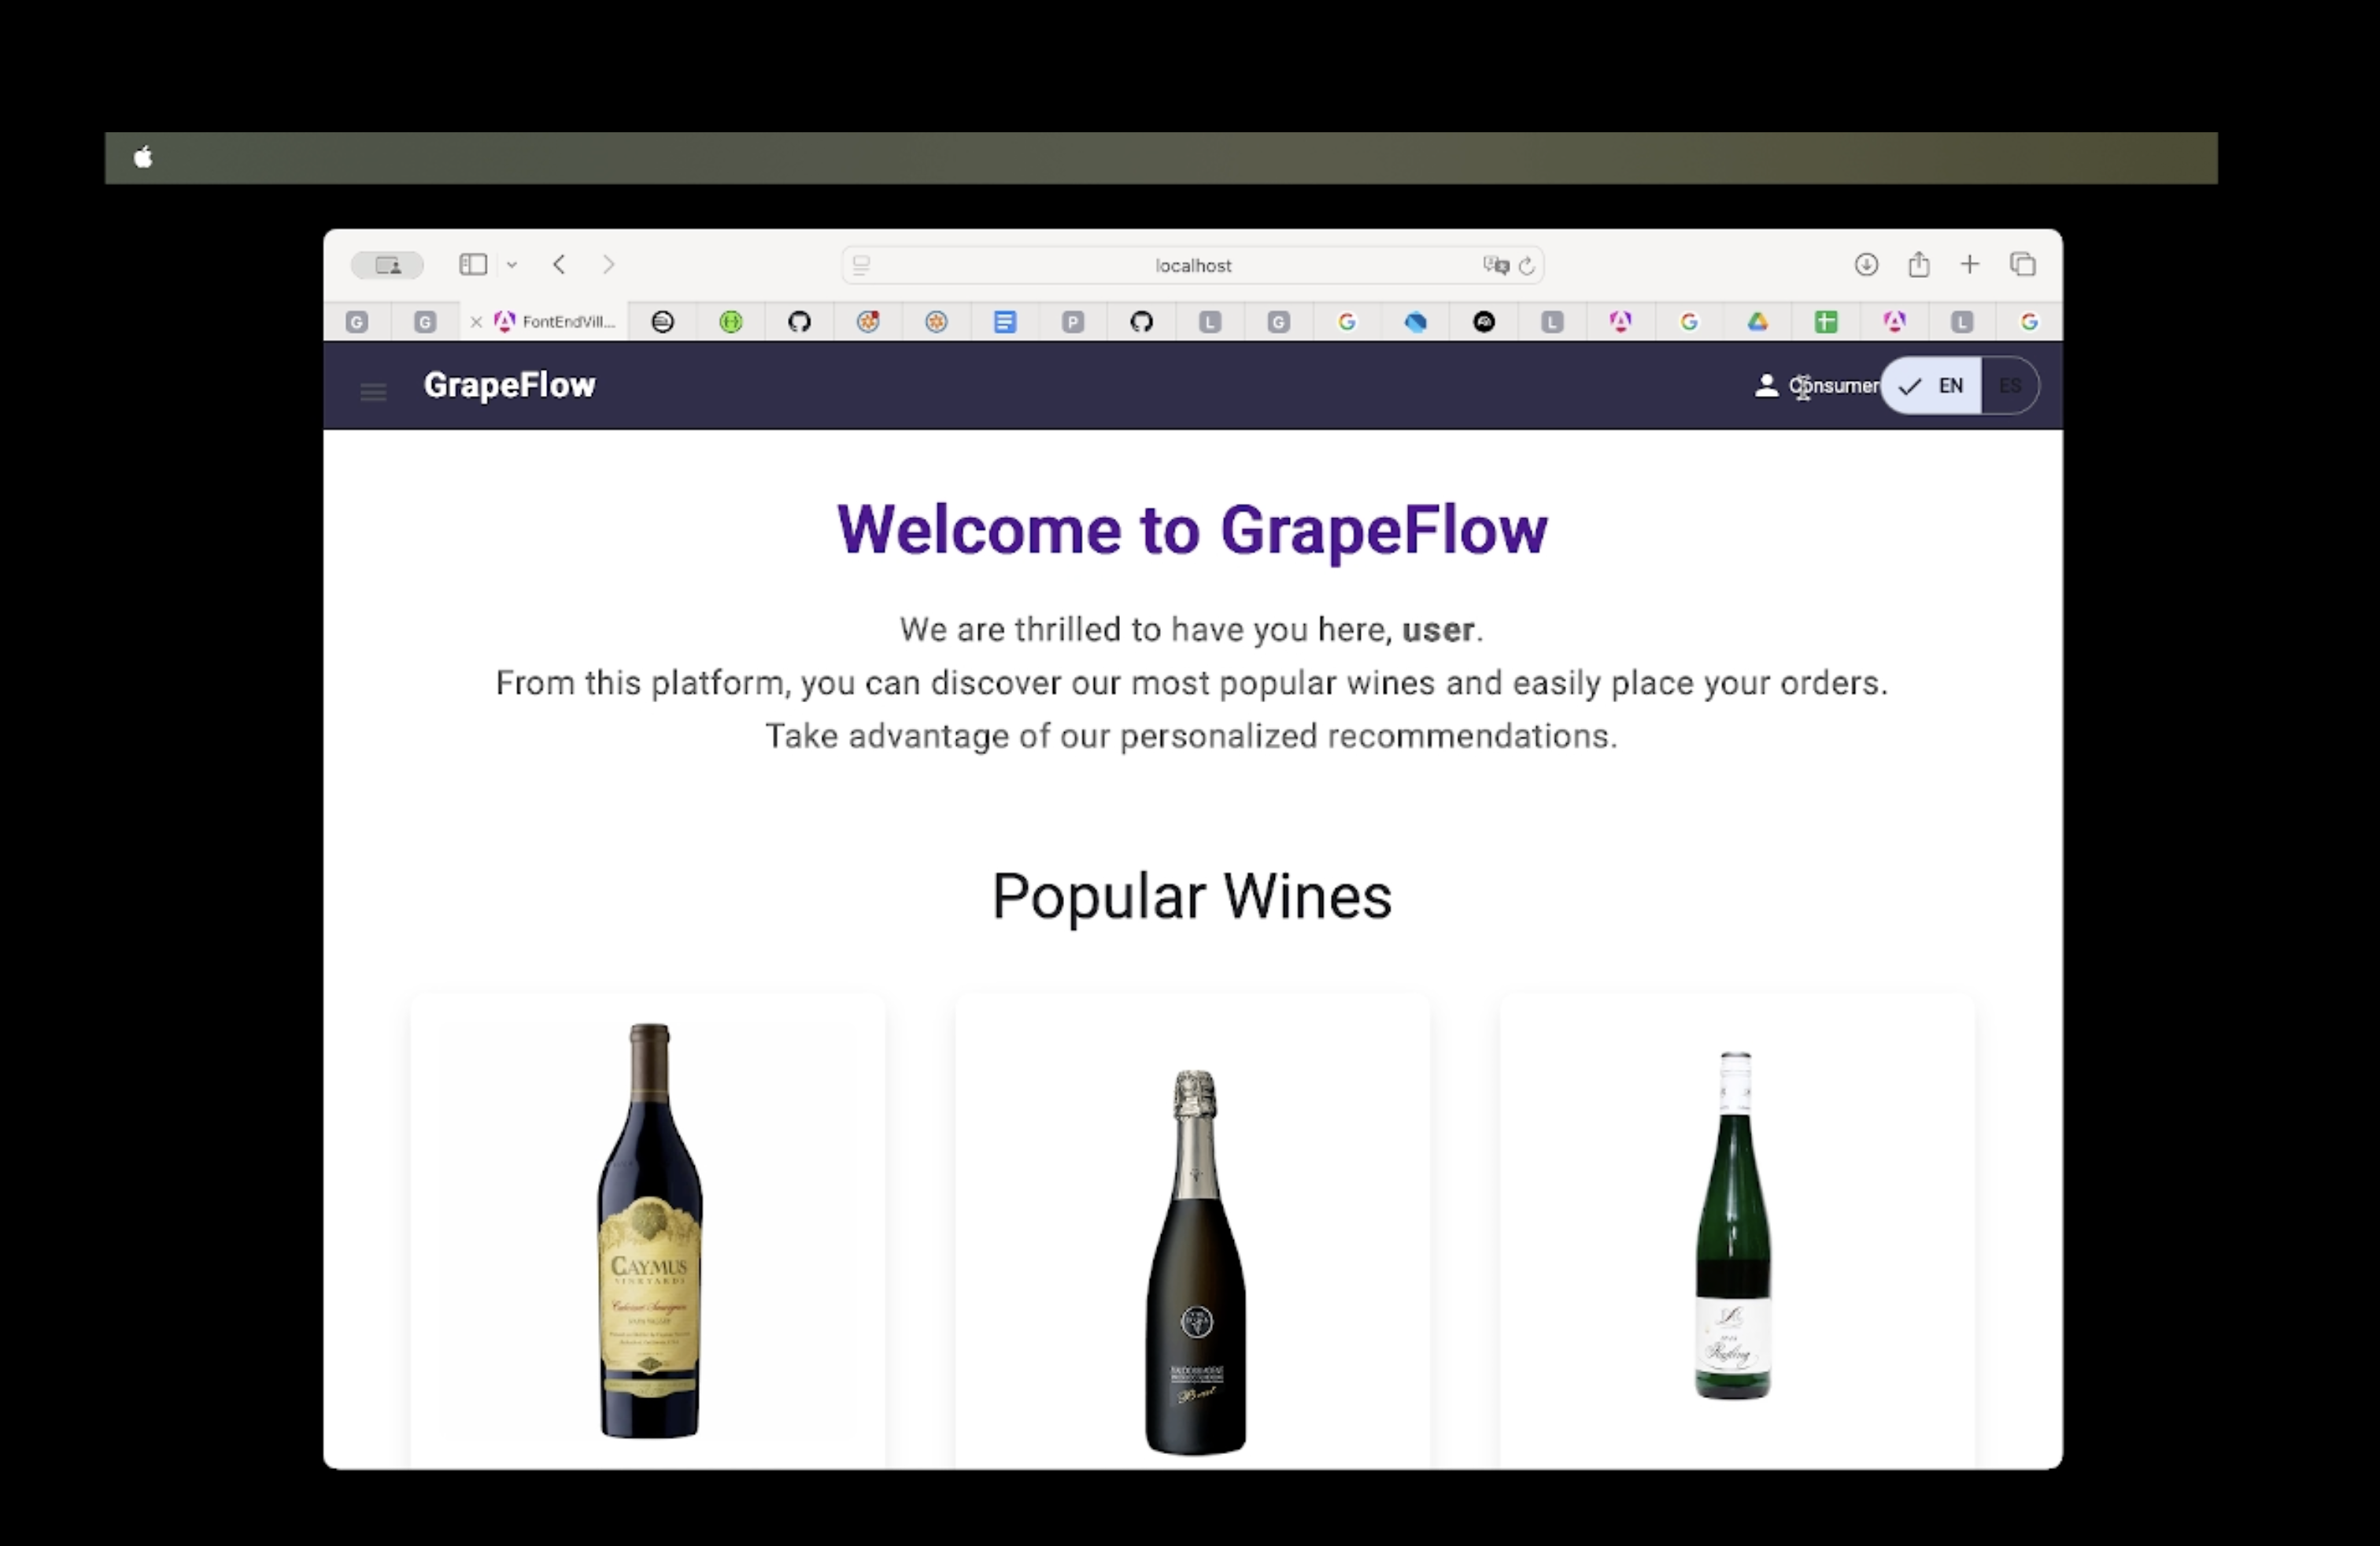 localhost
FontEndVill...
GrapeFlow
Consumer
EN
ES
Welcome to GrapeFlow
We are thrilled to have you here, user.
From this platform, you can discover our most popular wines and easily place your orders.
Take advantage of our personalized recommendations.
Popular Wines
CAYMUS
VINEYARDS
Cabernet Sauvignon
NAPA VALLEY
Brut
Riesling